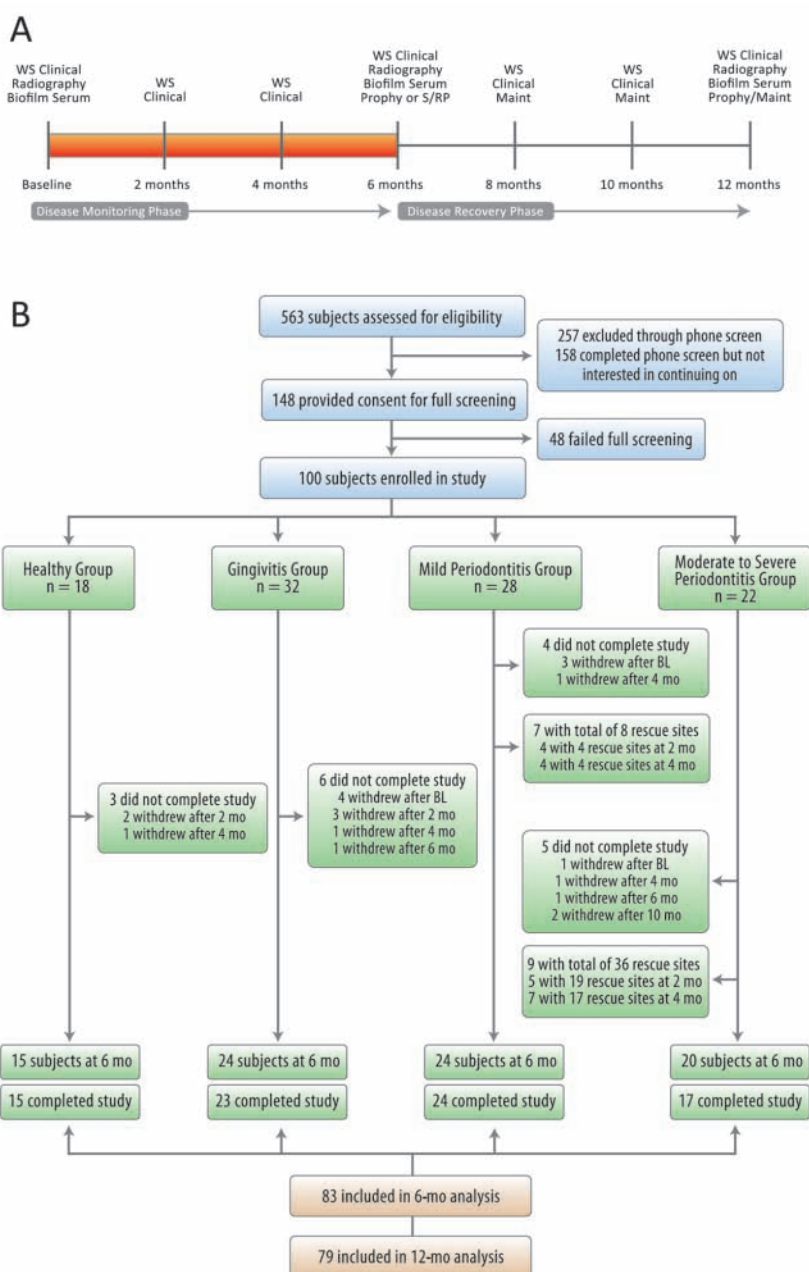 A
WS Clinical
Radiography
Biofilm Serum
WS
Clinical
WS
Clinical
WS Clinical
Radiography
Biofilm Serum
Prophy or S/RP
WS
Clinical
Maint
WS
Clinical
Maint
WS Clinical
Radiography
Biofilm Serum
Prophy/Maint
Baseline
2 months
4 months
6 months
8 months
10 months
12 months
Disease Monitoring Phase
Disease Recovery Phase
B
563 subjects assessed for eligibility
257 excluded through phone screen
158 completed phone screen but not
interested in continuing on
148 provided consent for full screening
48 failed full screening
100 subjects enrolled in study
Healthy Group
n = 18
Gingivitis Group
n = 32
Mild Periodontitis Group
n = 28
Moderate to Severe
Periodontitis Group
n = 22
4 did not complete study
3 withdrew after BL
1 withdrew after 4 mo
7 with total of 8 rescue sites
4 with 4 rescue sites at 2 mo
4 with 4 rescue sites at 4 mo
3 did not complete study
2 withdrew after 2 mo
1 withdrew after 4 mo
6 did not complete study
4 withdrew after BL
3 withdrew after 2 mo
1 withdrew after 4 mo
1 withdrew after 6 mo
5 did not complete study
1 withdrew after BL
1 withdrew after 4 mo
1 withdrew after 6 mo
2 withdrew after 10 mo
9 with total of 36 rescue sites
5 with 19 rescue sites at 2 mo
7 with 17 rescue sites at 4 mo
15 subjects at 6 mo
24 subjects at 6 mo
24 subjects at 6 mo
20 subjects at 6 mo
15 completed study
23 completed study
24 completed study
17 completed study
83 included in 6-mo analysis
79 included in 12-mo analysis